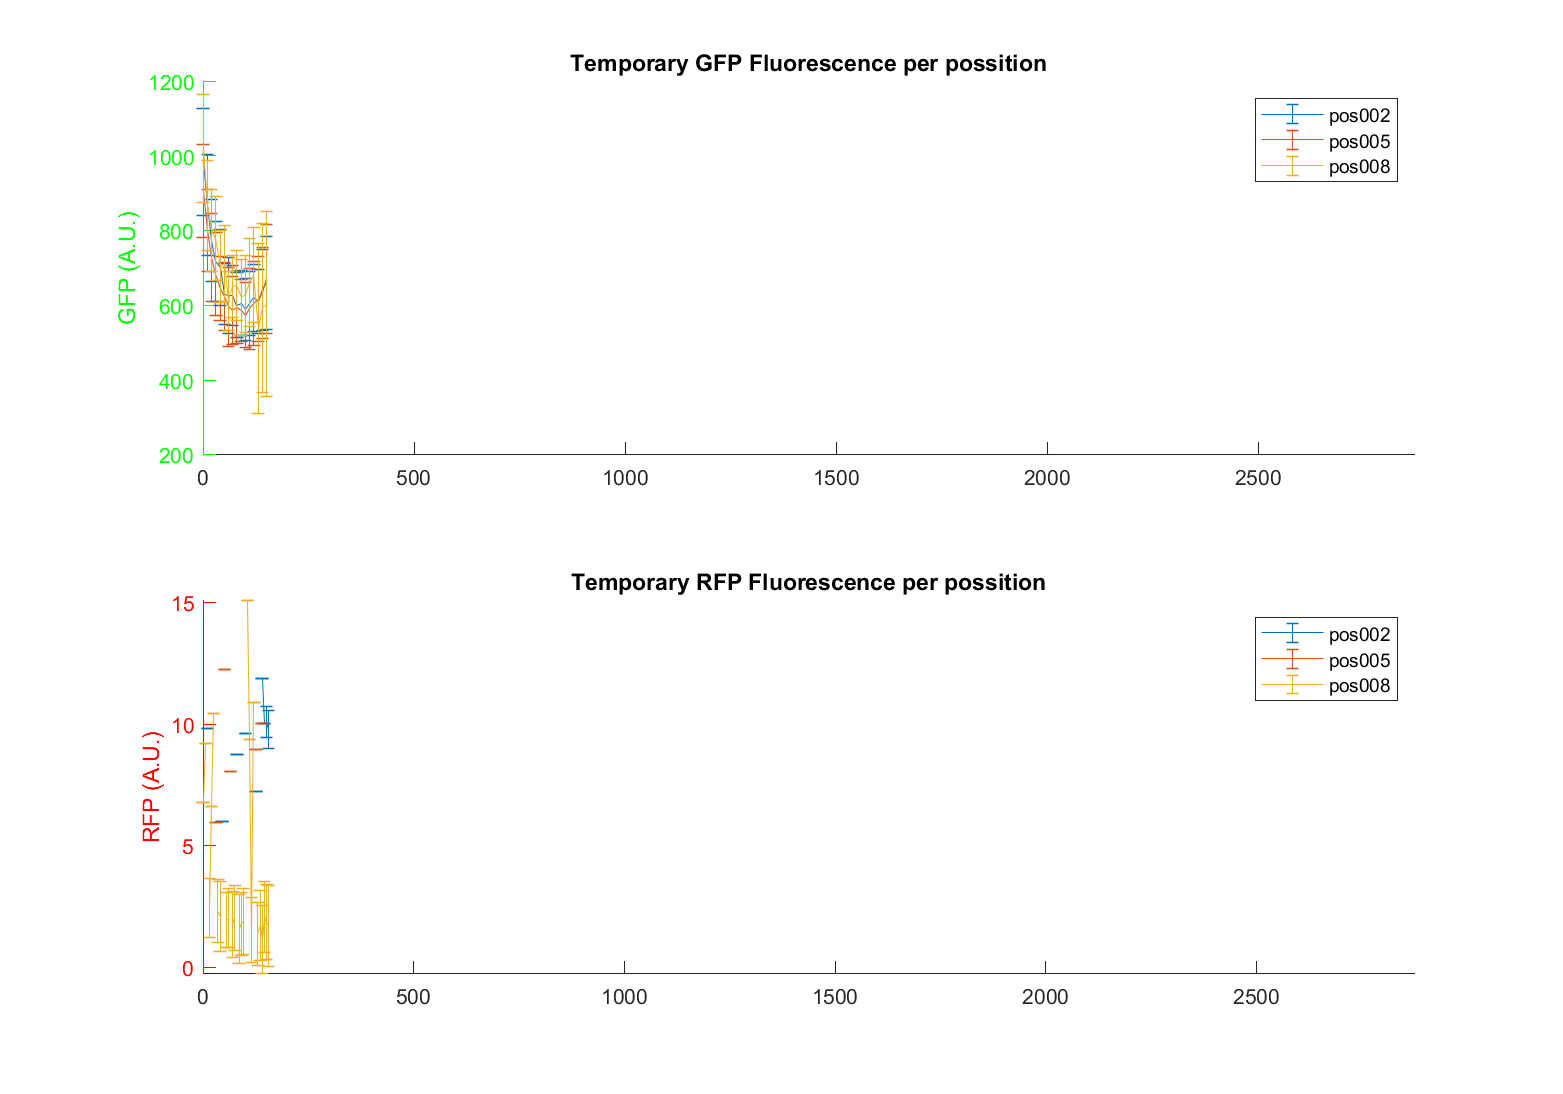 Temporary GFP Fluorescence per possition
1200
1000
800
600
400
200
GFP (A.U.)
pos002
pos005
pos008
0 500 1000 1500 2000 2500
Temporary RFP Fluorescence per possition
15
10
5
0
RFP (A.U.)
pos002
pos005
pos008
0 500 1000 1500 2000 2500